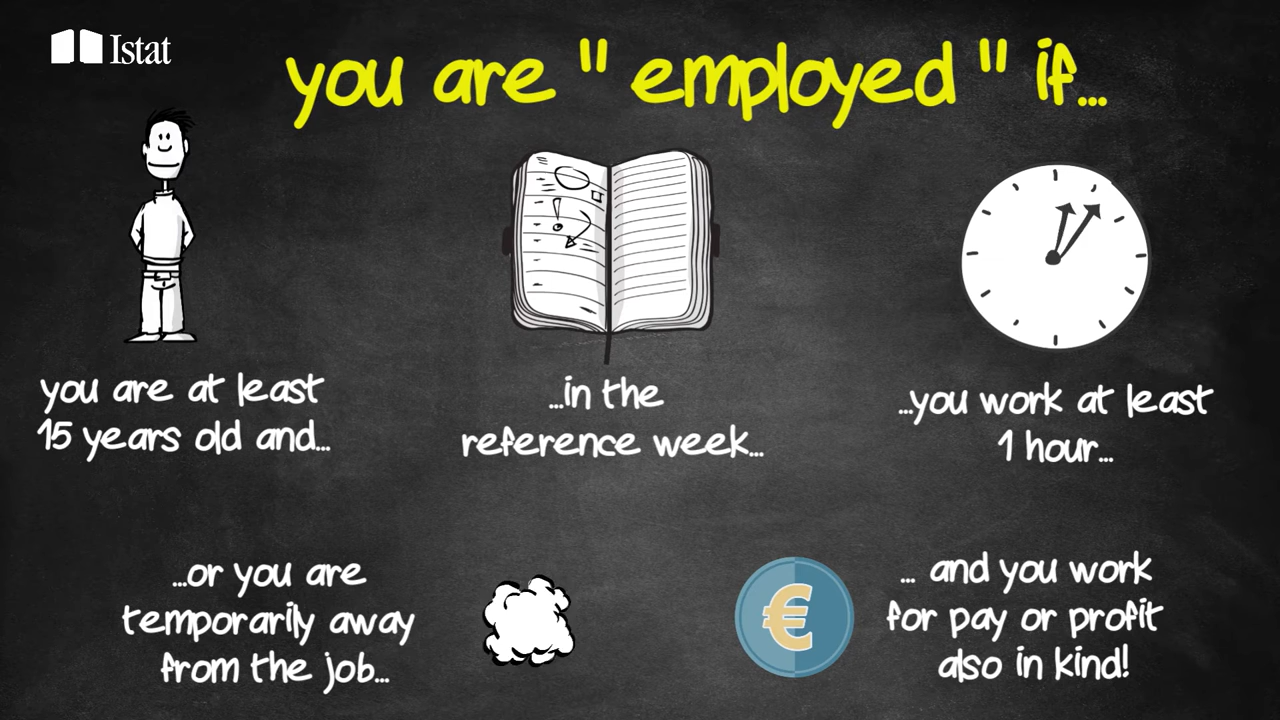 Istat
you are " employed " if...
you are at least
15 years old and...
...in the
reference week...
...you work at least
1 hour...
...or you are
temporarily away
from the job...
€
... and you work
for pay or profit
also in kind!